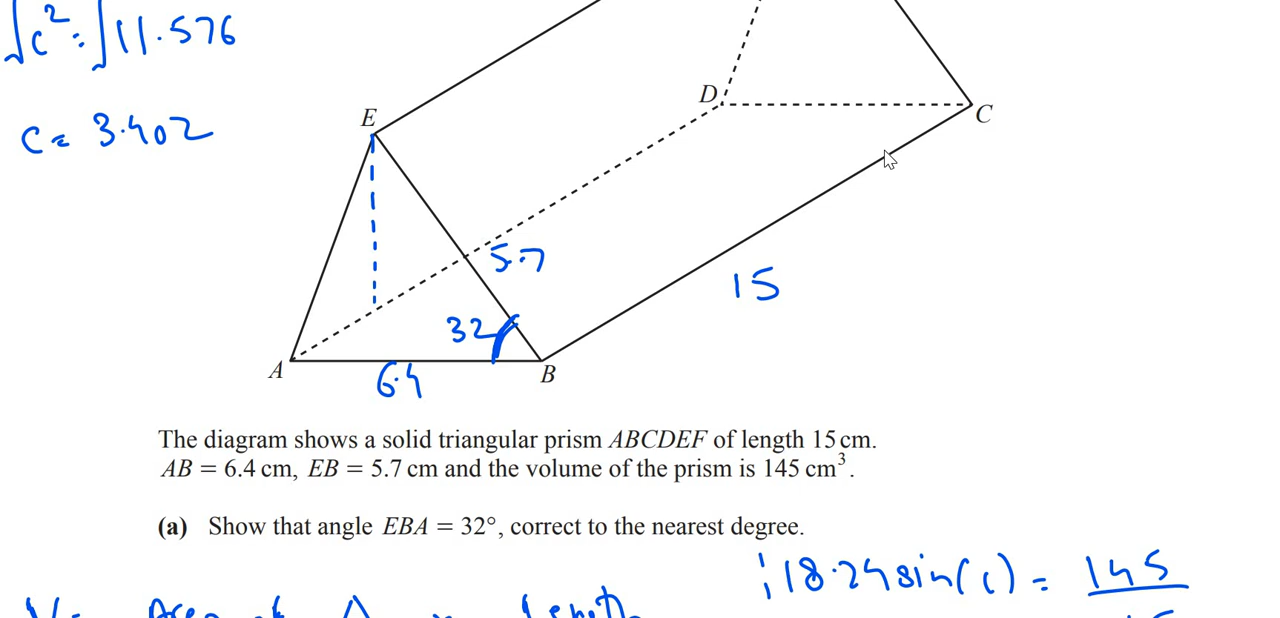 √c² = √11.576
E
D
C
c = 3.402
5.7
15
32
A
6.4
B
The diagram shows a solid triangular prism ABCDEF of length 15 cm.
AB = 6.4 cm, EB = 5.7 cm and the volume of the prism is 145 cm³.
(a) Show that angle EBA = 32°, correct to the nearest degree.
18.24 sin(c) = 145